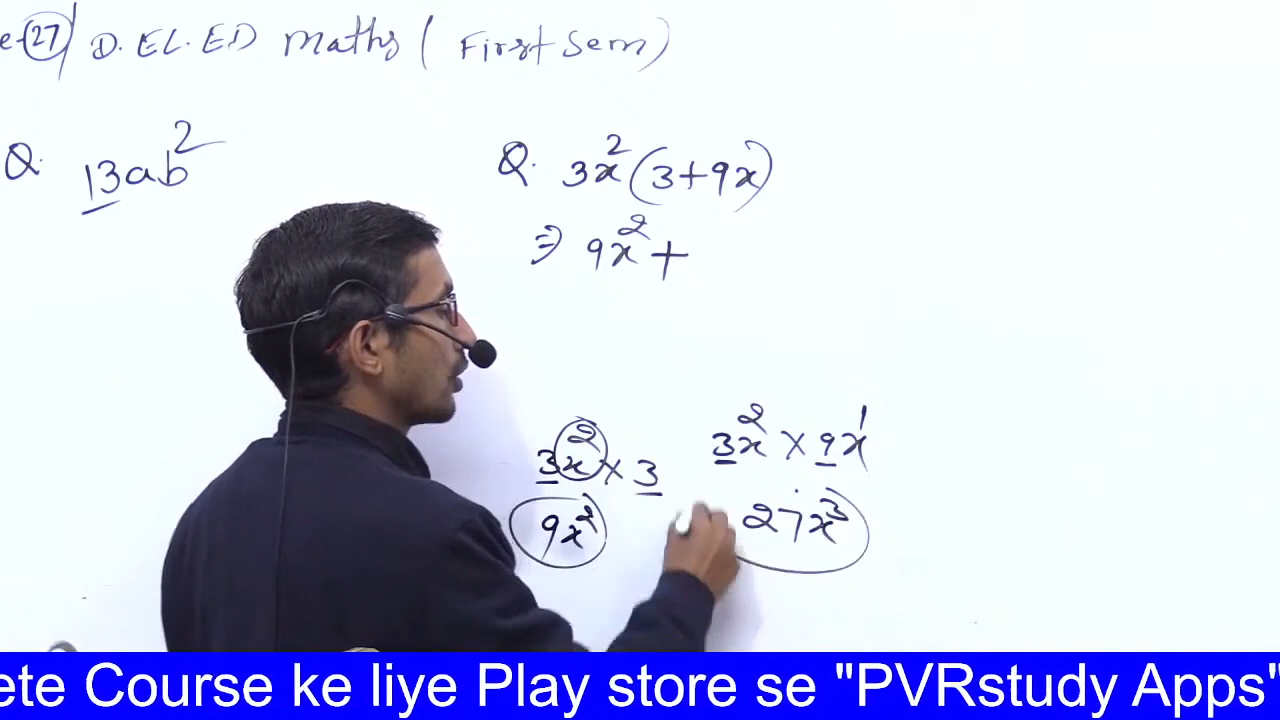 e-27 D.EL.ED Maths ( First Sem)
Q. 13ab²
Q. 3x²(3+9x)
⇒ 9x² +
3x² × 3
9x²
3x² × 9x¹
27x³
ete Course ke liye Play store se "PVRstudy Apps"